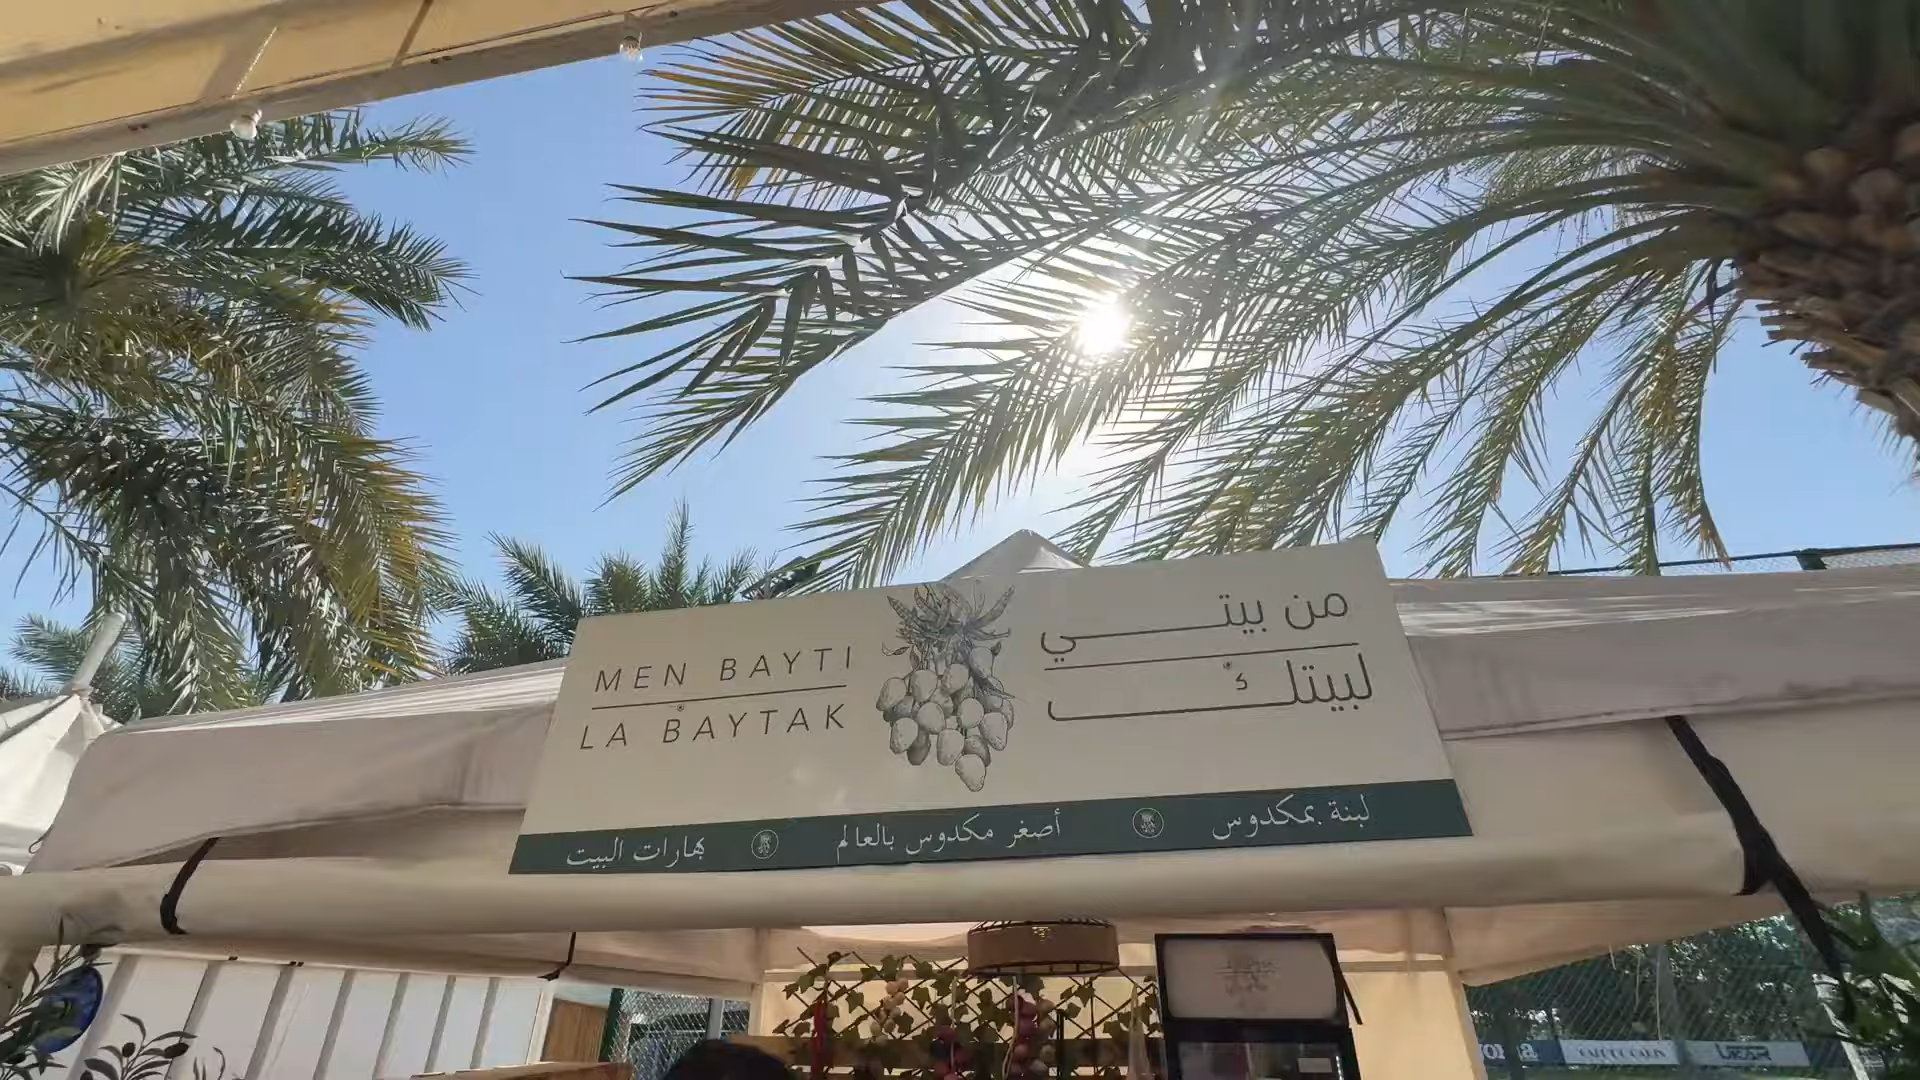 MEN BAYTI
LA BAYTAK
من بيتي
لبيتك
لبنة بمكدوس
أصغر مكدوس بالعالم
بهارات البيت